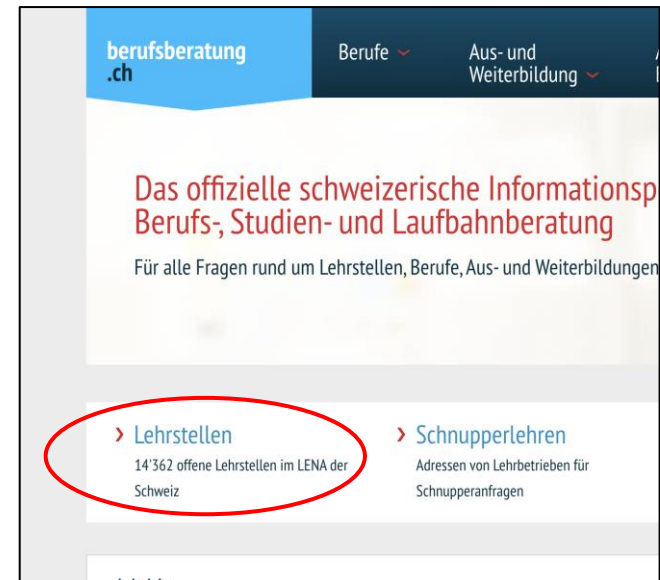 berufsberatung
.ch
Berufe
Aus- und
Weiterbildung
Das offizielle schweizerische Informationsp
Berufs-, Studien- und Laufbahnberatung
Für alle Fragen rund um Lehrstellen, Berufe, Aus- und Weiterbildungen
Lehrstellen
14'362 offene Lehrstellen im LENA der
Schweiz
Schnupperlehren
Adressen von Lehrbetrieben für
Schnupperanfragen